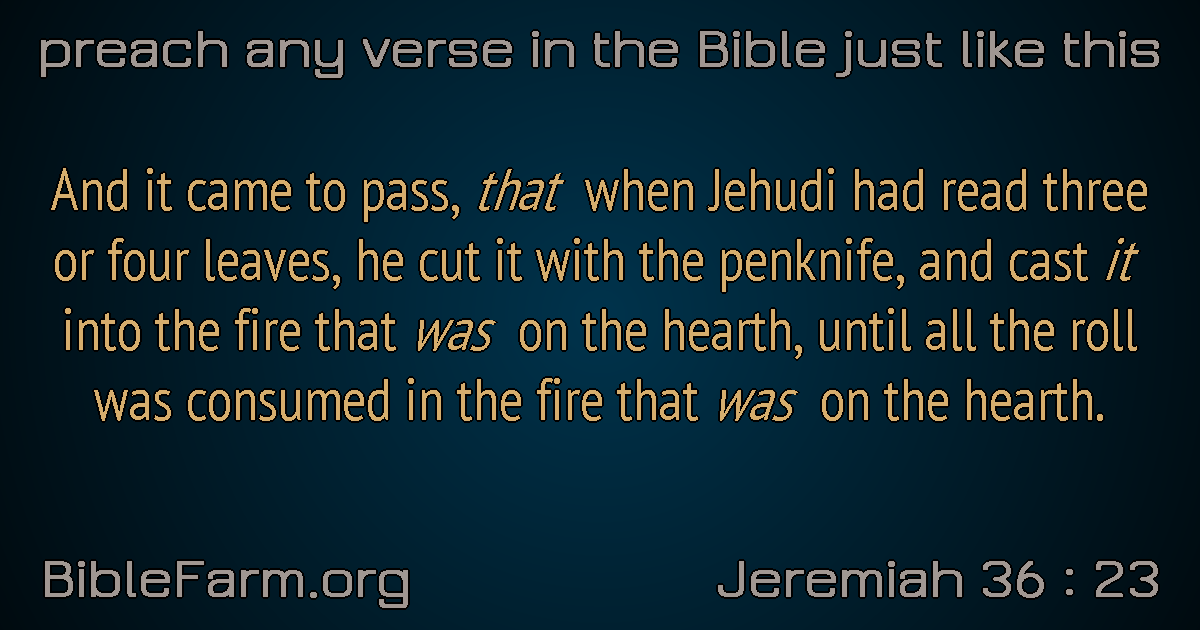 preach any verse in the Bible just like this
And it came to pass, that when Jehudi had read three
or four leaves, he cut it with the penknife, and cast it
into the fire that was on the hearth, until all the roll
was consumed in the fire that was on the hearth.
BibleFarm.org
Jeremiah 36 : 23